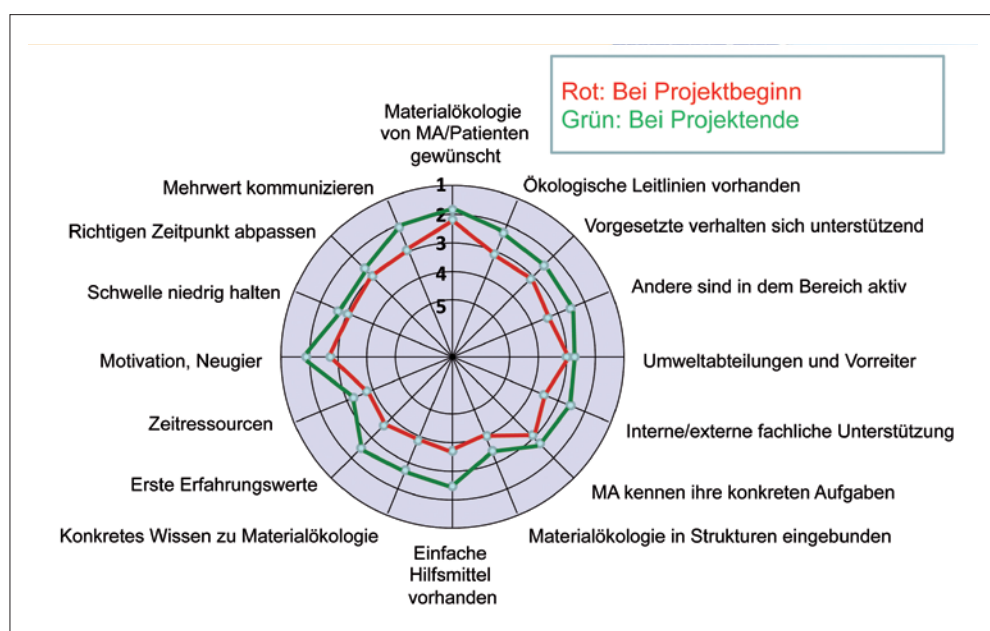 Rot: Bei Projektbeginn
Grün: Bei Projektende
Materialökologie
von MA/Patienten
gewünscht
Mehrwert kommunizieren
Ökologische Leitlinien vorhanden
Richtigen Zeitpunkt abpassen
Vorgesetzte verhalten sich unterstützend
Schwelle niedrig halten
Andere sind in dem Bereich aktiv
Motivation, Neugier
Umweltabteilungen und Vorreiter
Zeitressourcen
Interne/externe fachliche Unterstützung
Erste Erfahrungswerte
MA kennen ihre konkreten Aufgaben
Konkretes Wissen zu Materialökologie
Materialökologie in Strukturen eingebunden
Einfache
Hilfsmittel
vorhanden
1
2
3
4
5